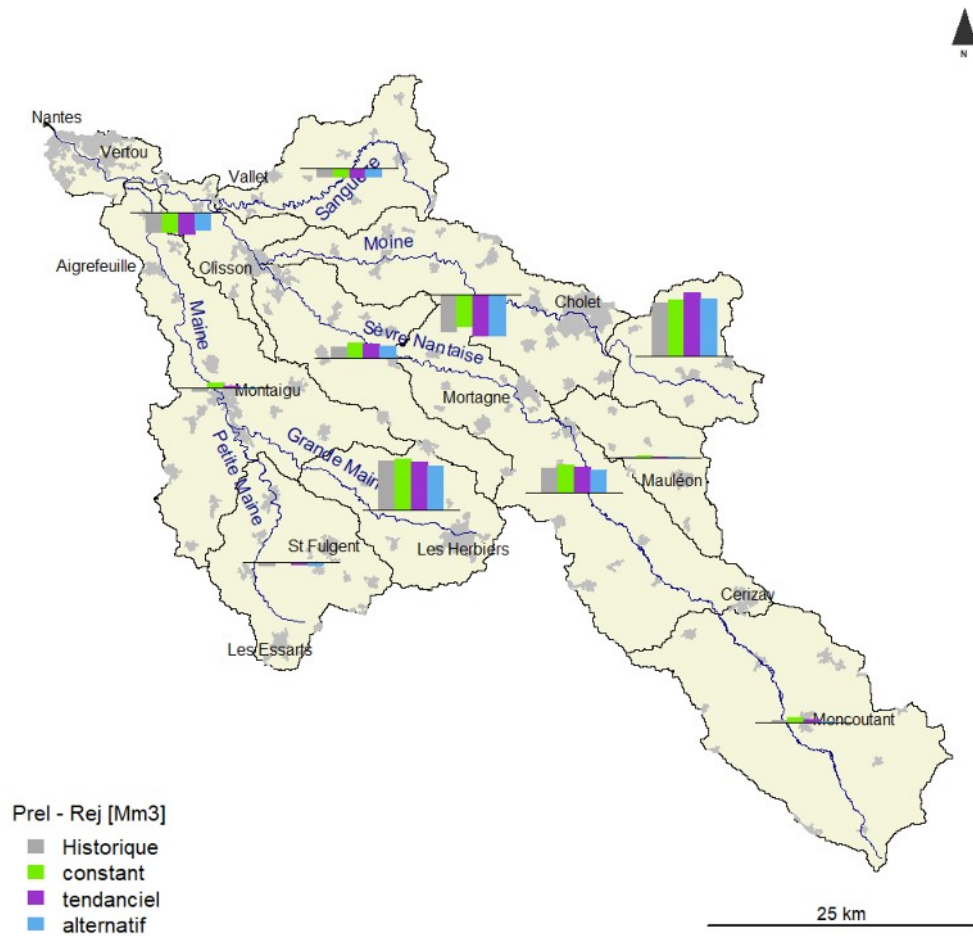 N
Nantes
Vertou
Vallet
Sanguèze
Moine
Aigrefeuille
Clisson
Cholet
Maine
Sèvre Nantaise
Montaigu
Mortagne
Petite Maine
Grande Main
Mauléon
St Fulgent
Les Herbiers
Cerizay
Les Essarts
Moncoutant
Prel - Rej [Mm3]
Historique
constant
tendanciel
alternatif
25 km